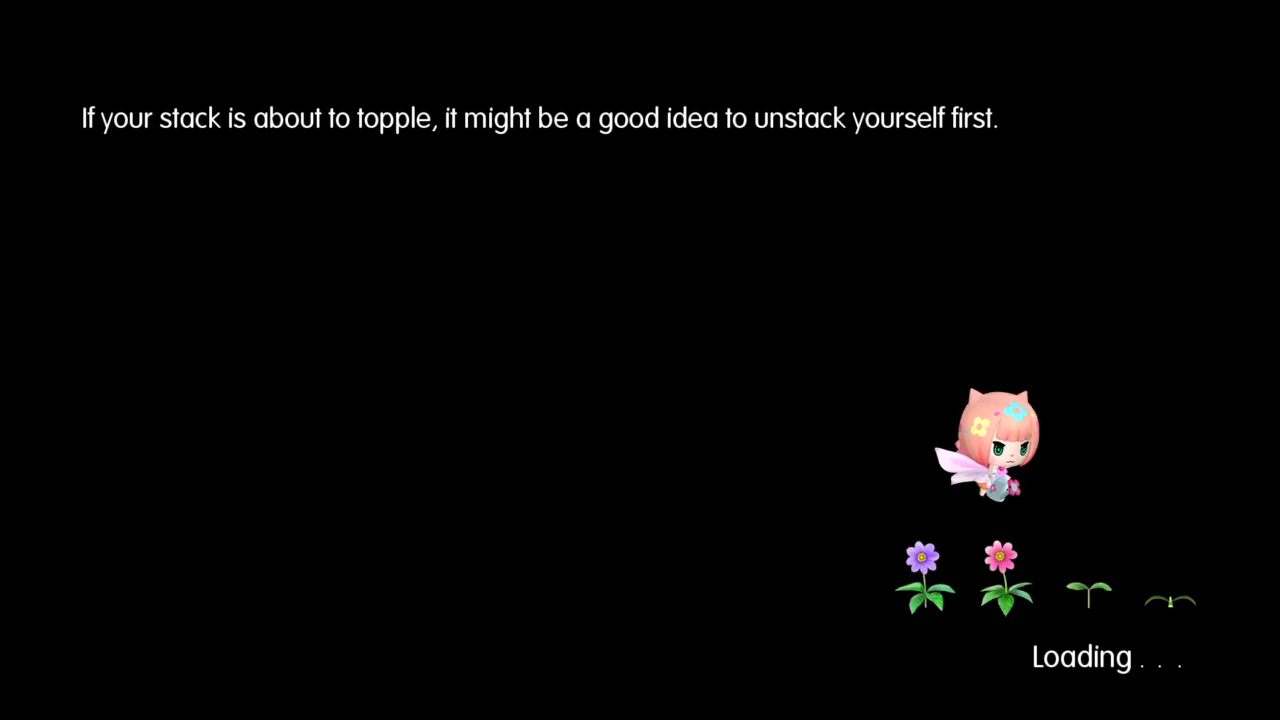 If your stack is about to topple, it might be a good idea to unstack yourself first.
Loading . . .